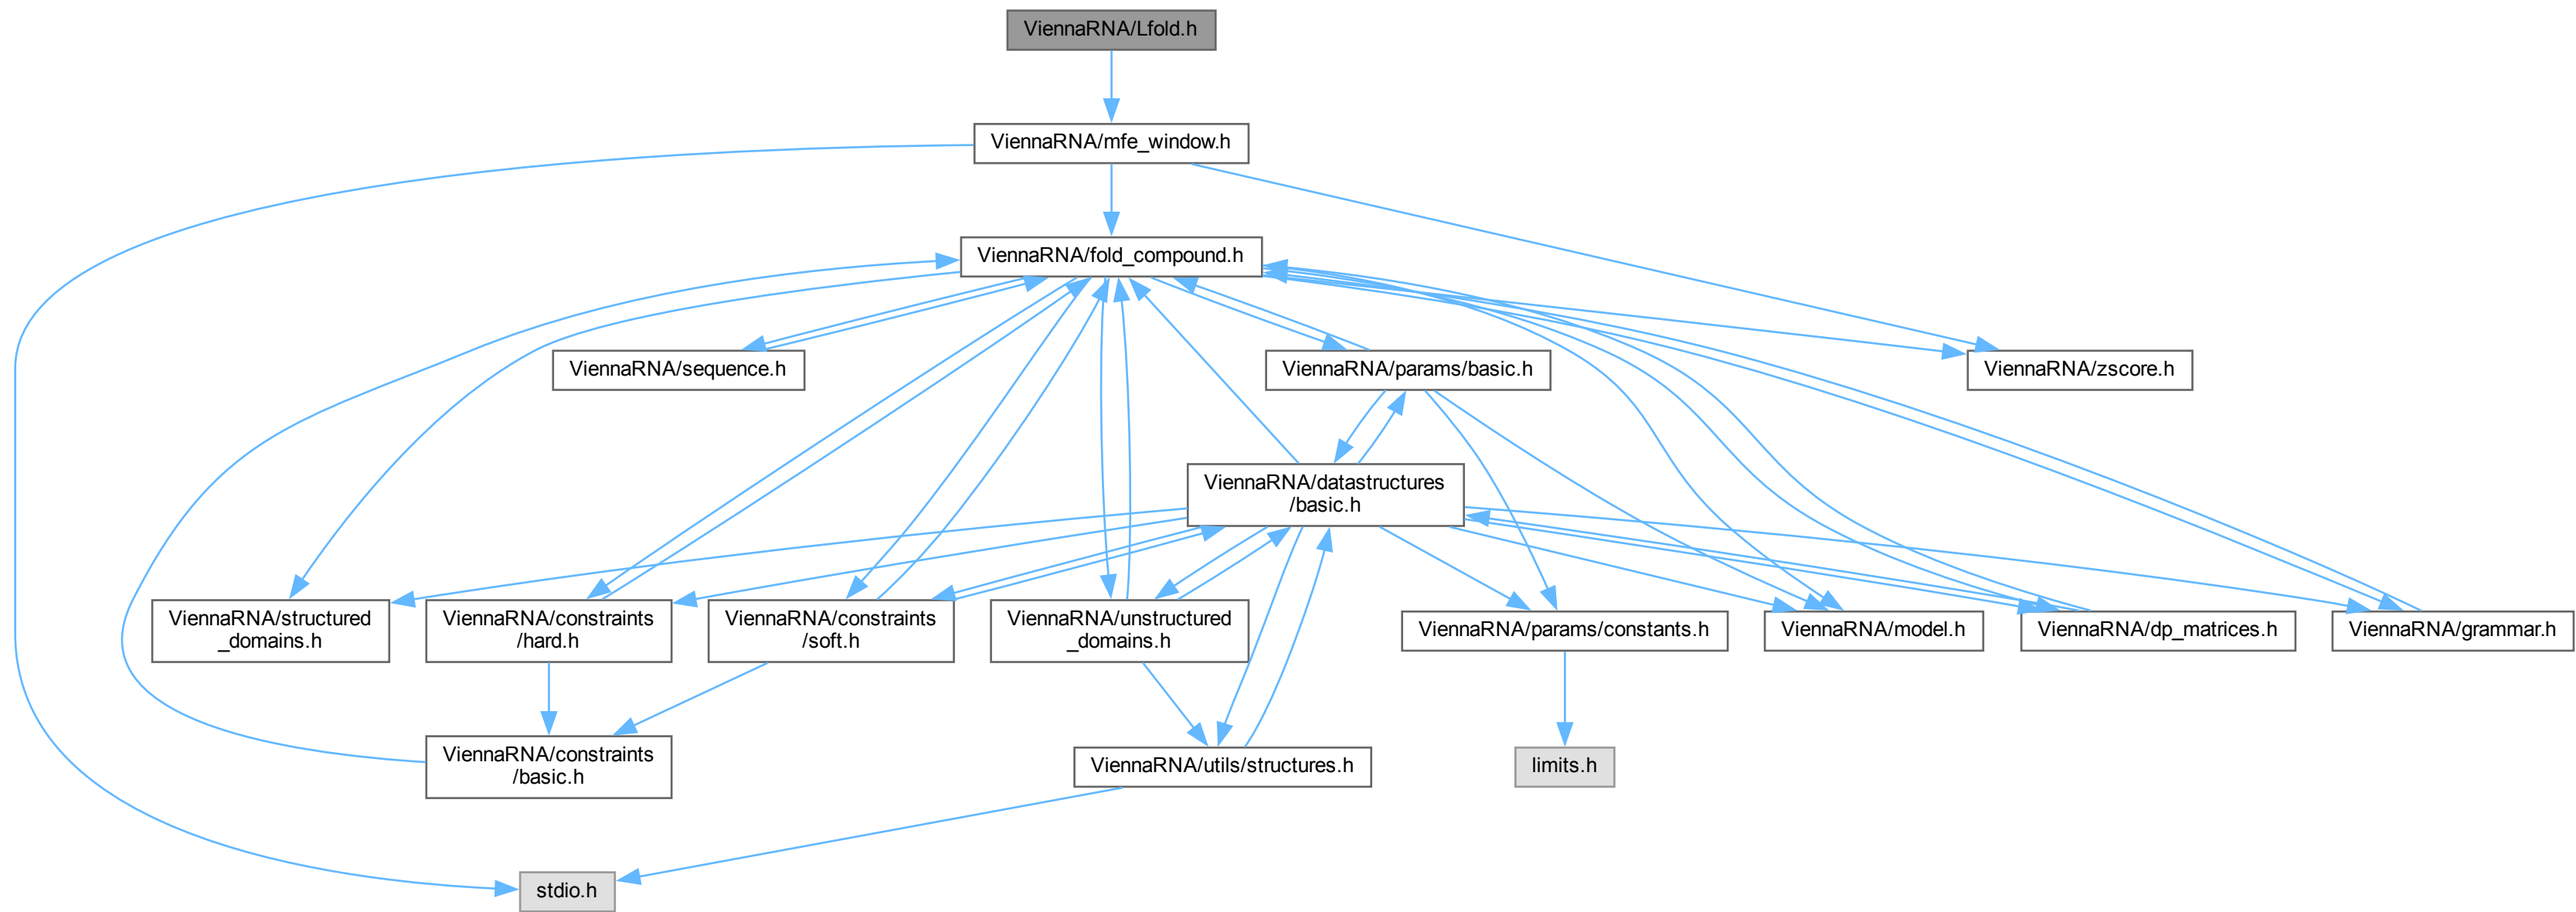 ViennaRNA/Lfold.h
ViennaRNA/mfe_window.h
ViennaRNA/fold_compound.h
ViennaRNA/sequence.h
ViennaRNA/params/basic.h
ViennaRNA/zscore.h
ViennaRNA/datastructures
/basic.h
ViennaRNA/structured
_domains.h
ViennaRNA/constraints
/hard.h
ViennaRNA/constraints
/soft.h
ViennaRNA/unstructured
_domains.h
ViennaRNA/params/constants.h
ViennaRNA/model.h
ViennaRNA/dp_matrices.h
ViennaRNA/grammar.h
ViennaRNA/constraints
/basic.h
ViennaRNA/utils/structures.h
limits.h
stdio.h